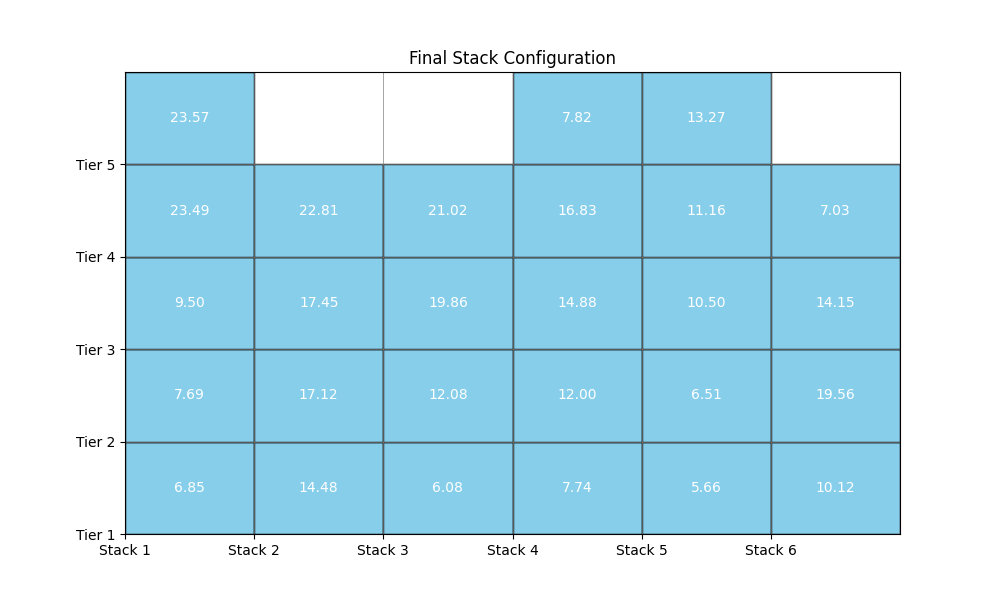 Final Stack Configuration
23.57 7.82 13.27
Tier 5
23.49 22.81 21.02 16.83 11.16 7.03
Tier 4
9.50 17.45 19.86 14.88 10.50 14.15
Tier 3
7.69 17.12 12.08 12.00 6.51 19.56
Tier 2
6.85 14.48 6.08 7.74 5.66 10.12
Tier 1
Stack 1 Stack 2 Stack 3 Stack 4 Stack 5 Stack 6